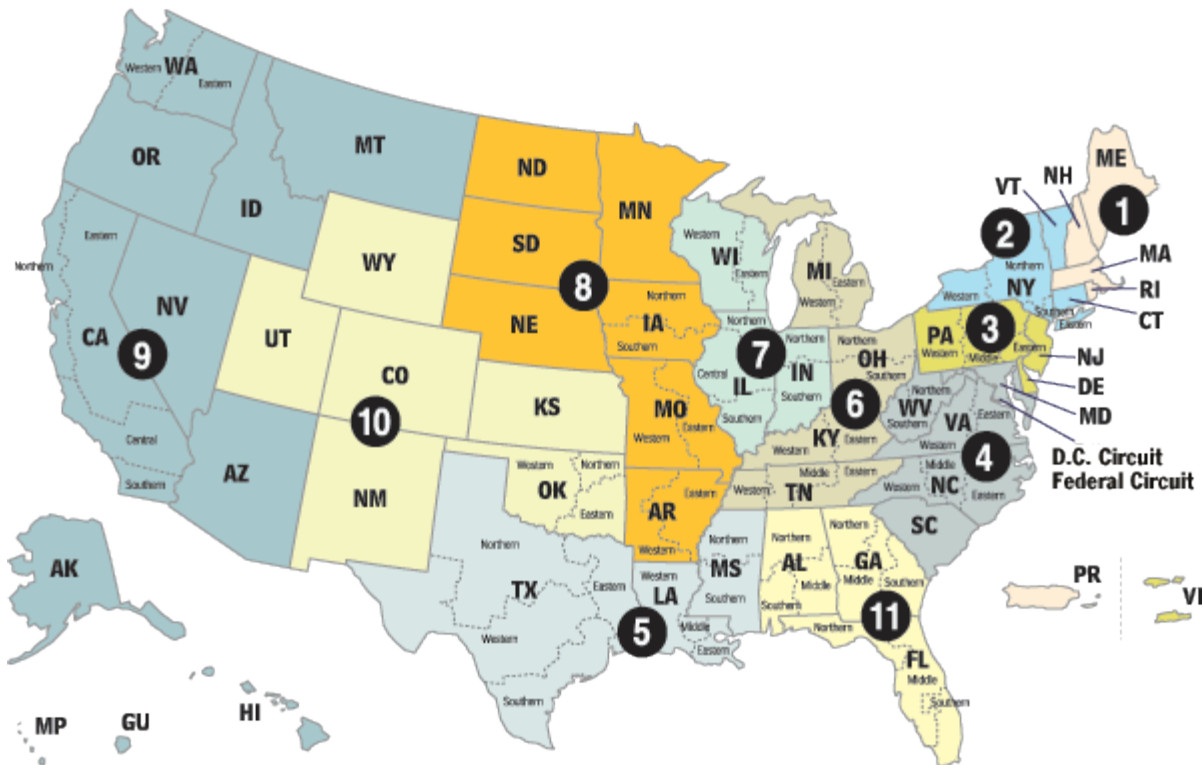 WA
Western
Eastern
OR
ID
MT
ND
MN
SD
8
NE
Northern
IA
Southern
WY
UT
CO
10
KS
NV
Eastern
Northern
CA
9
Central
Southern
AZ
NM
Western
Northern
OK
Eastern
MO
Western
Eastern
AR
Eastern
Western
Western
WI
Eastern
Northern
7
Central
IL
Southern
Northern
IN
Southern
MI
Eastern
Western
Northern
OH
Southern
6
KY
Eastern
Western
Middle
Eastern
Western
TN
ME
1
NH
VT
2
MA
RI
CT
Northern
NY
Western
Southern
Eastern
PA
3
Western
Middle
Eastern
NJ
DE
MD
D.C. Circuit
Federal Circuit
Northern
WV
Southern
VA
Eastern
Western
4
Middle
Western
NC
Eastern
SC
Northern
TX
Eastern
Western
Southern
Western
LA
Middle
Eastern
5
Northern
MS
Southern
Northern
AL
Middle
Southern
Northern
GA
Middle
Southern
11
Northern
FL
Middle
Southern
PR
VI
AK
HI
GU
MP